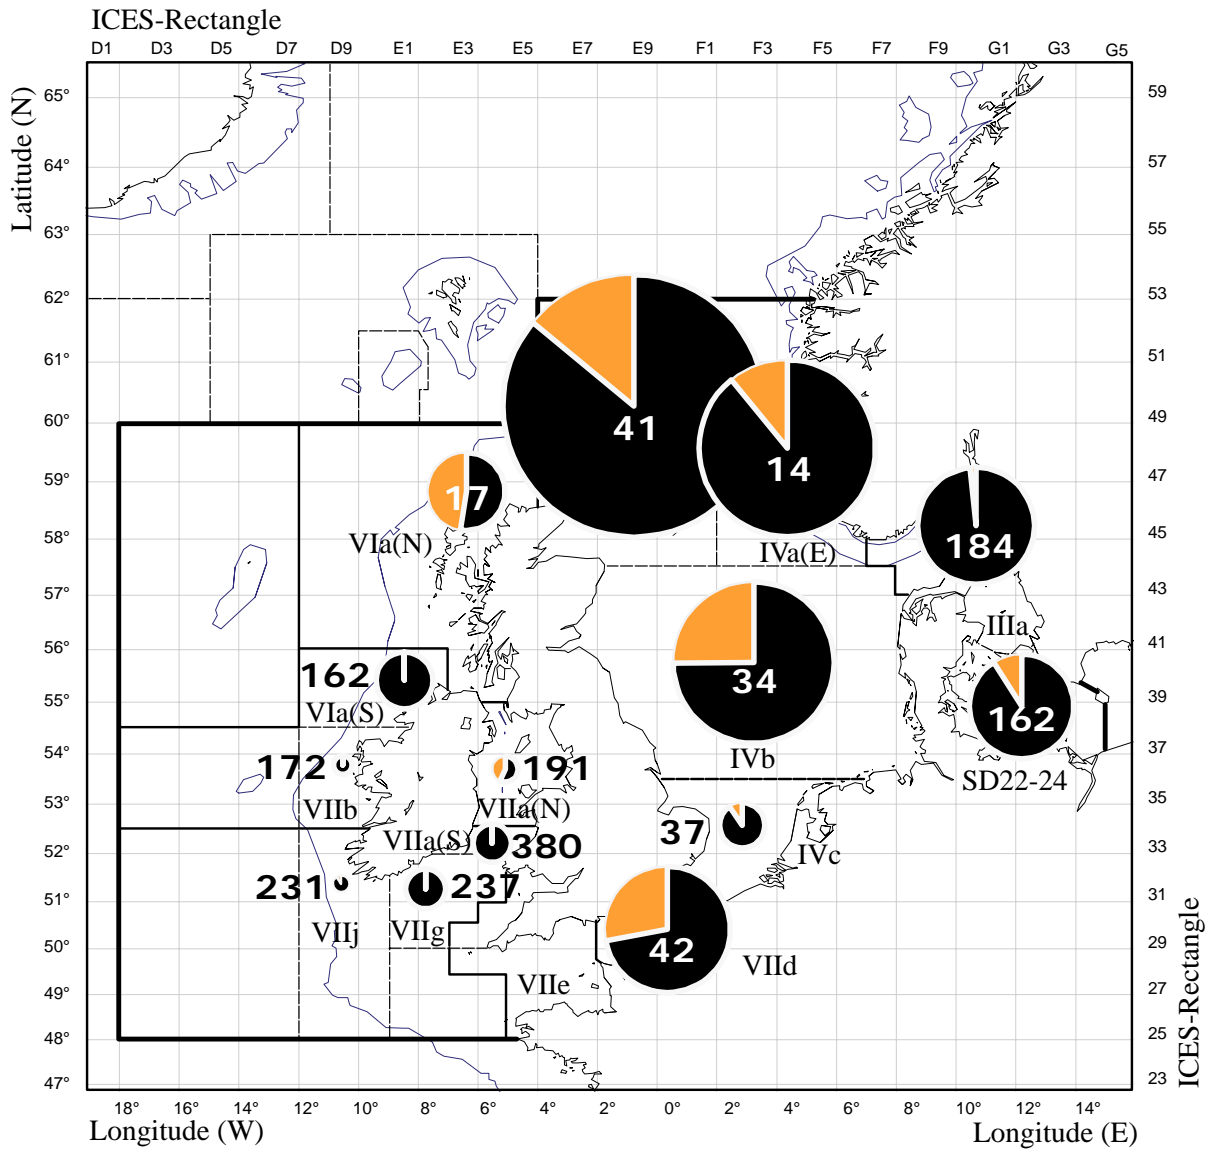 ICES-Rectangle
D1 D3 D5 D7 D9 E1 E3 E5 E7 E9 F1 F3 F5 F7 F9 G1 G3 G5
Latitude (N)
65° 59
64° 57
63° 55
62° 53
61° 51
60° 49
41
14
59° 47
17
58° 45
184
VIa(N)
IVa(E)
57° 43
IIIa
56° 41
162
34
55° 39
VIa(S)
162
54° 37
172
191
IVb
SD22-24
53° 35
VIIb
VIIa(N)
37
VIIa(S)
380
IVc
52° 33
231
237
51° 31
VIIj
VIIg
50° 29
42
VIId
VIIe
49° 27
48° 25
47° 23
ICES-Rectangle
18° 16° 14° 12° 10° 8° 6° 4° 2° 0° 2° 4° 6° 8° 10° 12° 14°
Longitude (W)
Longitude (E)